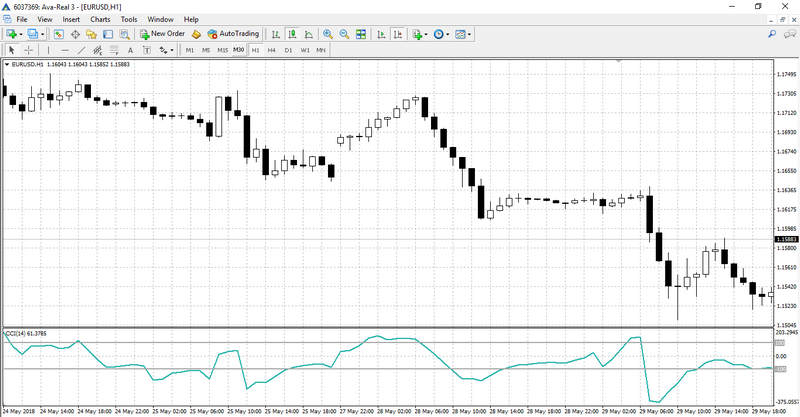 6037369: Ava-Real 3 - [EURUSD,H1]
File View Insert Charts Tools Window Help
New Order AutoTrading
A T M1 M5 M15 M30 H1 H4 D1 W1 MN
EURUSD,H1 1.16043 1.16043 1.15852 1.15883
1.17495
1.17305
1.17120
1.16930
1.16740
1.16550
1.16365
1.16175
1.15985
1.15883
1.15800
1.15610
1.15420
1.15230
1.15045
CCI(14) 61.3785
203.2945
100
0.00
-100
-375.0557
24 May 2018 24 May 14:00 24 May 18:00 24 May 22:00 25 May 02:00 25 May 06:00 25 May 10:00 25 May 14:00 25 May 18:00 27 May 22:00 28 May 02:00 28 May 06:00 28 May 10:00 28 May 14:00 28 May 18:00 28 May 22:00 29 May 02:00 29 May 06:00 29 May 10:00 29 May 14:00 29 May 18:00